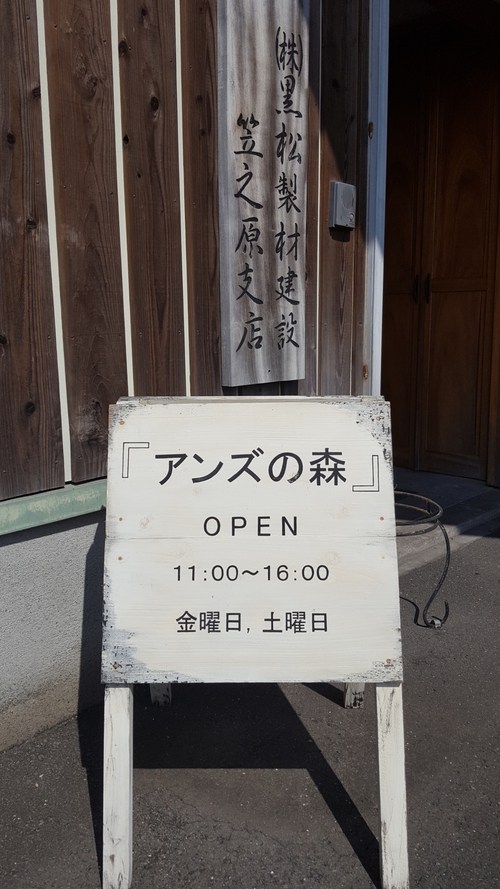 ㈱黒松製材建設
笠之原支店
『アンズの森』
OPEN
11:00〜16:00
金曜日, 土曜日